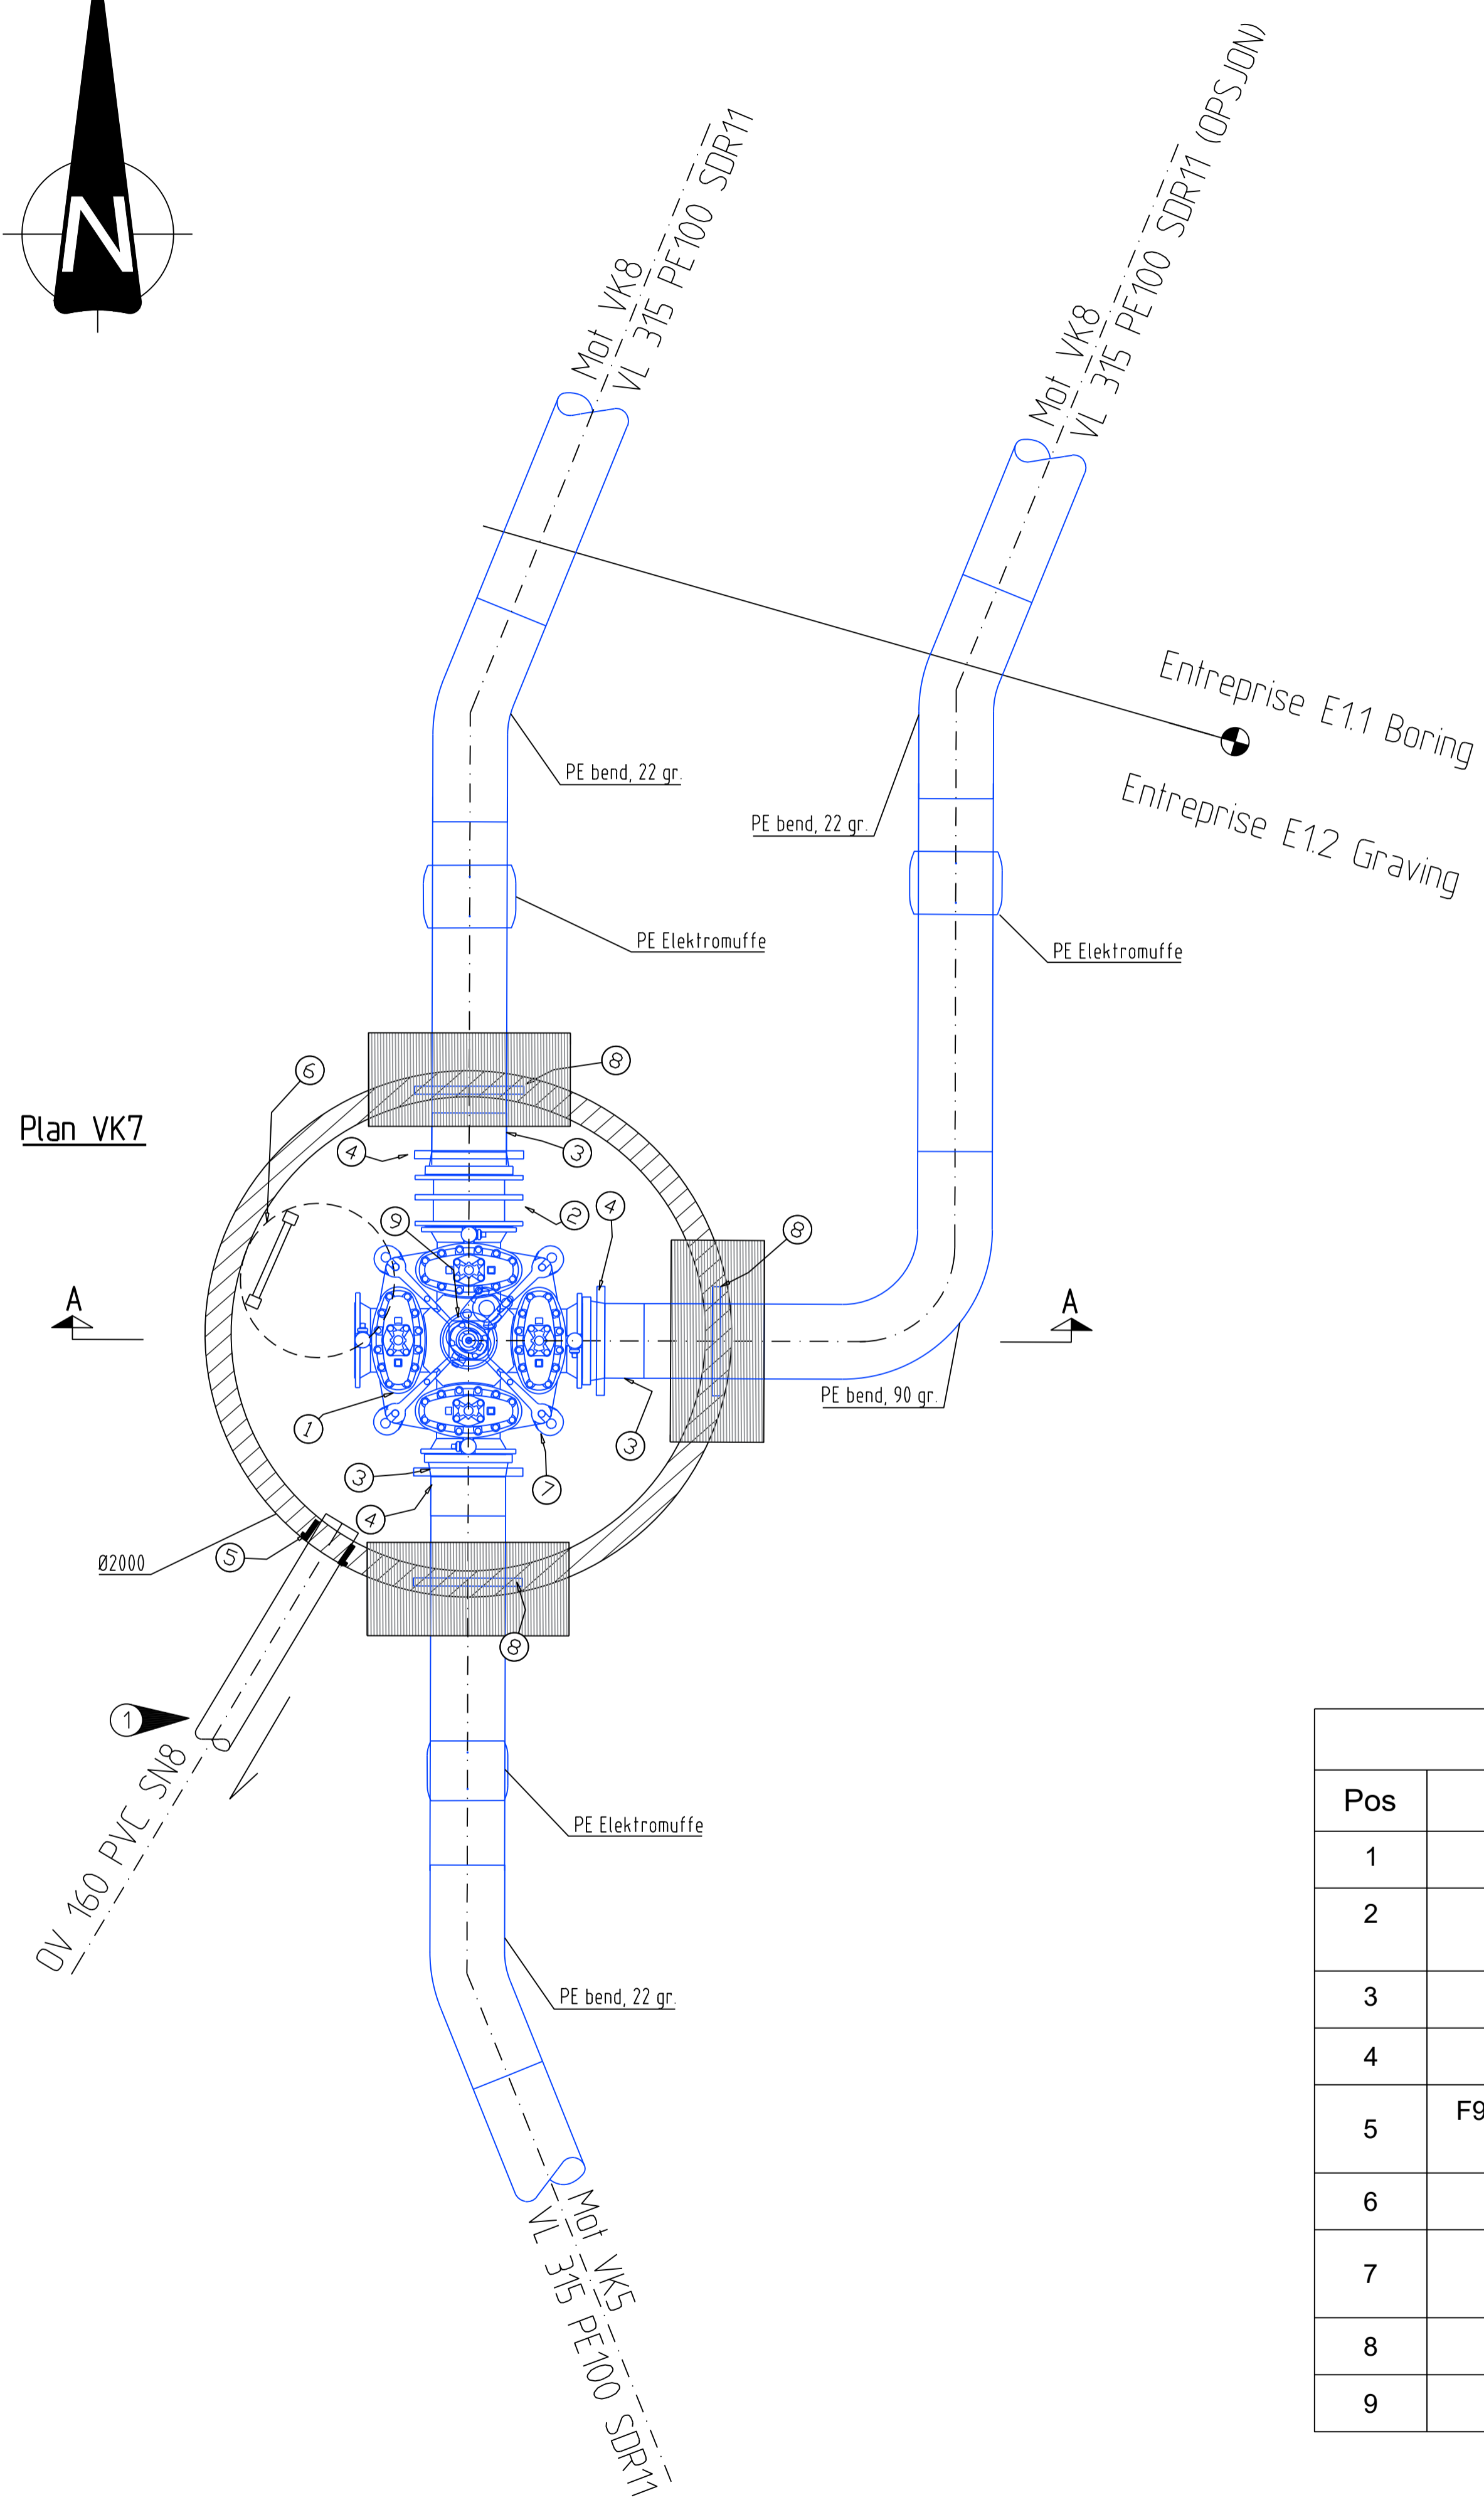 N
Mot VK8
VL 315 PE100 SDR11
Mot VK8
VL 315 PE100 SDR11 (OPSJON)
Entreprise E1.1 Boring
Entreprise E1.2 Graving
PE bend, 22 gr.
PE bend, 22 gr.
PE Elektromuffe
PE Elektromuffe
Plan VK7
6
8
4
3
9
2
4
8
A
A
PE bend, 90 gr.
1
3
3
7
4
5
Ø2000
8
1
OV 160 PVC SN8
PE Elektromuffe
PE bend, 22 gr.
Mot VK5
VL 315 PE100 SDR11
Pos
1
2
3
4
5
6
7
8
9